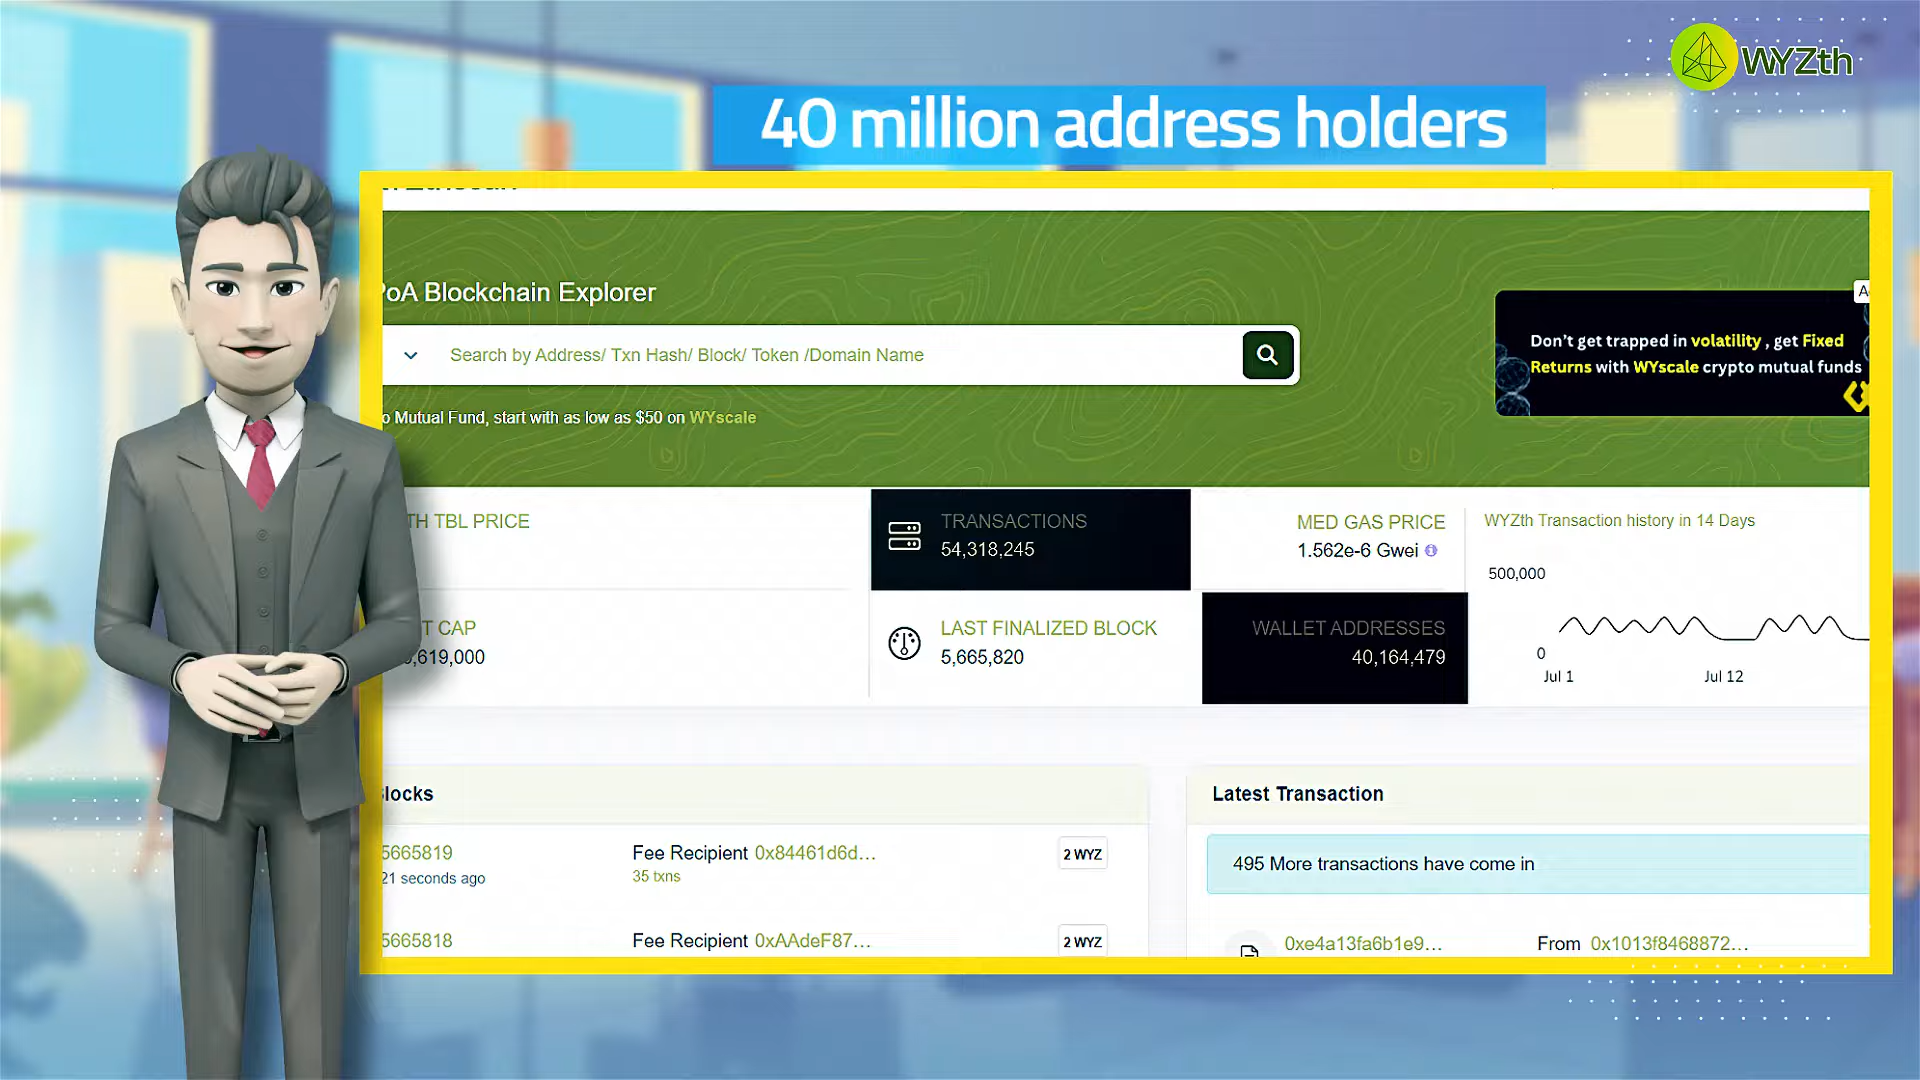 WYZth
40 million address holders
PoA Blockchain Explorer
Search by Address/ Txn Hash/ Block/ Token /Domain Name
Don't get trapped in volatility , get Fixed
Returns with WYscale crypto mutual funds
o Mutual Fund, start with as low as $50 on WYscale
TH TBL PRICE
TRANSACTIONS
54,318,245
MED GAS PRICE
1.562e-6 Gwei
WYZth Transaction history in 14 Days
500,000
0
Jul 1
Jul 12
T CAP
,619,000
LAST FINALIZED BLOCK
5,665,820
WALLET ADDRESSES
40,164,479
locks
Latest Transaction
5665819
21 seconds ago
Fee Recipient 0x84461d6d...
35 txns
2 WYZ
495 More transactions have come in
5665818
Fee Recipient 0xAAdeF87...
2 WYZ
0xe4a13fa6b1e9...
From 0x1013f8468872...